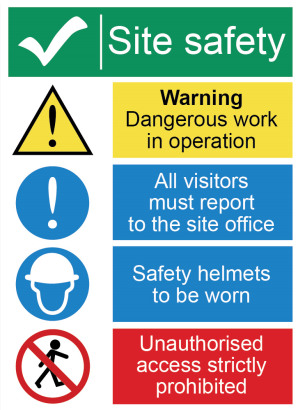 Site safety
Warning
Dangerous work
in operation
All visitors
must report
to the site office
Safety helmets
to be worn
Unauthorised
access strictly
prohibited